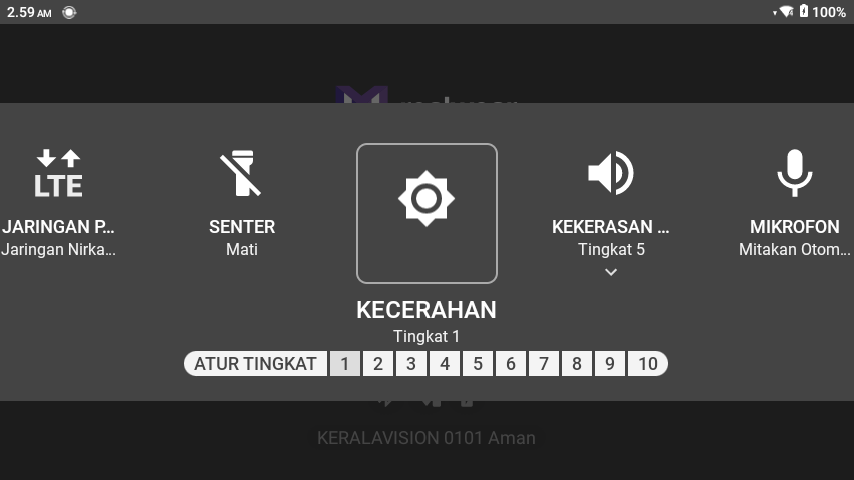 2.59 AM
100%
LTE
JARINGAN P...
Jaringan Nirka...
SENTER
Mati
KECERAHAN
Tingkat 1
KEKERASAN ...
Tingkat 5
MIKROFON
Mitakan Otom...
ATUR TINGKAT 1 2 3 4 5 6 7 8 9 10
KERALAVISION 0101 Aman